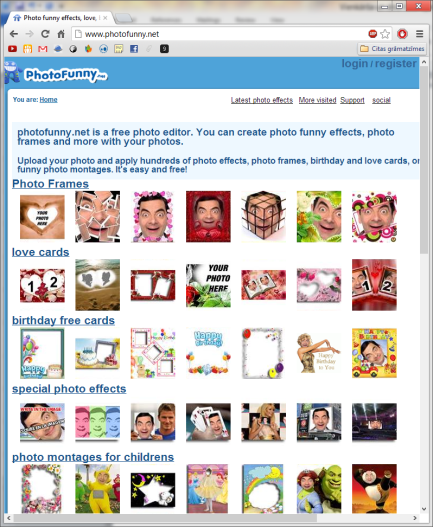 Photo funny effects, love,
www.photofunny.net
Citas grāmatzīmes
PhotoFunny.net
login / register
You are: Home
Latest photo effects More visited Support social
photofunny.net is a free photo editor. You can create photo funny effects, photo
frames and more with your photos.
Upload your photo and apply hundreds of photo effects, photo frames, birthday and love cards, or
funny photo montages. It's easy and free!
Photo Frames
YOUR
PHOTO
HERE
love cards
1 2
YOUR
PHOTO
HERE
1 2
birthday free cards
Happy
Birthday
Happy
Birthday
To You
special photo effects
photo montages for childrens